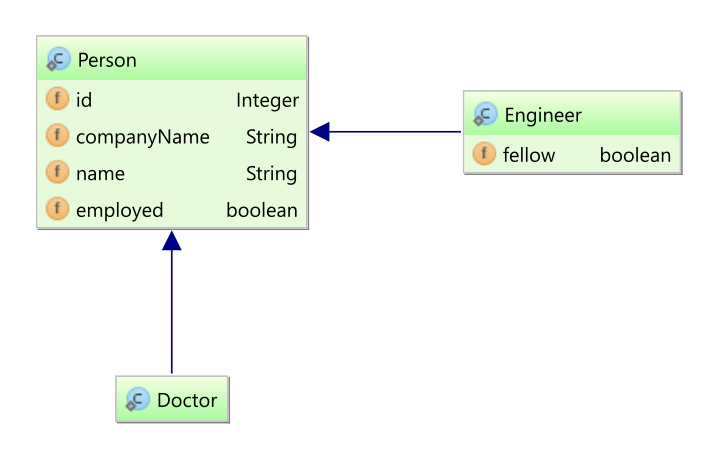 C Person
f id Integer
f companyName String
f name String
f employed boolean
C Engineer
f fellow boolean
C Doctor